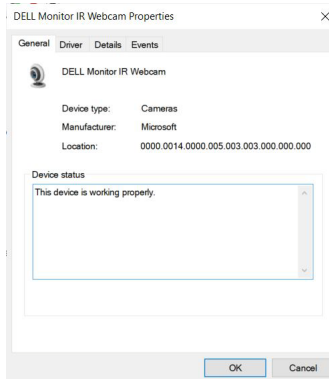 DELL Monitor IR Webcam Properties
General Driver Details Events
DELL Monitor IR Webcam
Device type: Cameras
Manufacturer: Microsoft
Location: 0000.0014.0000.005.003.003.000.000.000
Device status
This device is working properly.
OK Cancel